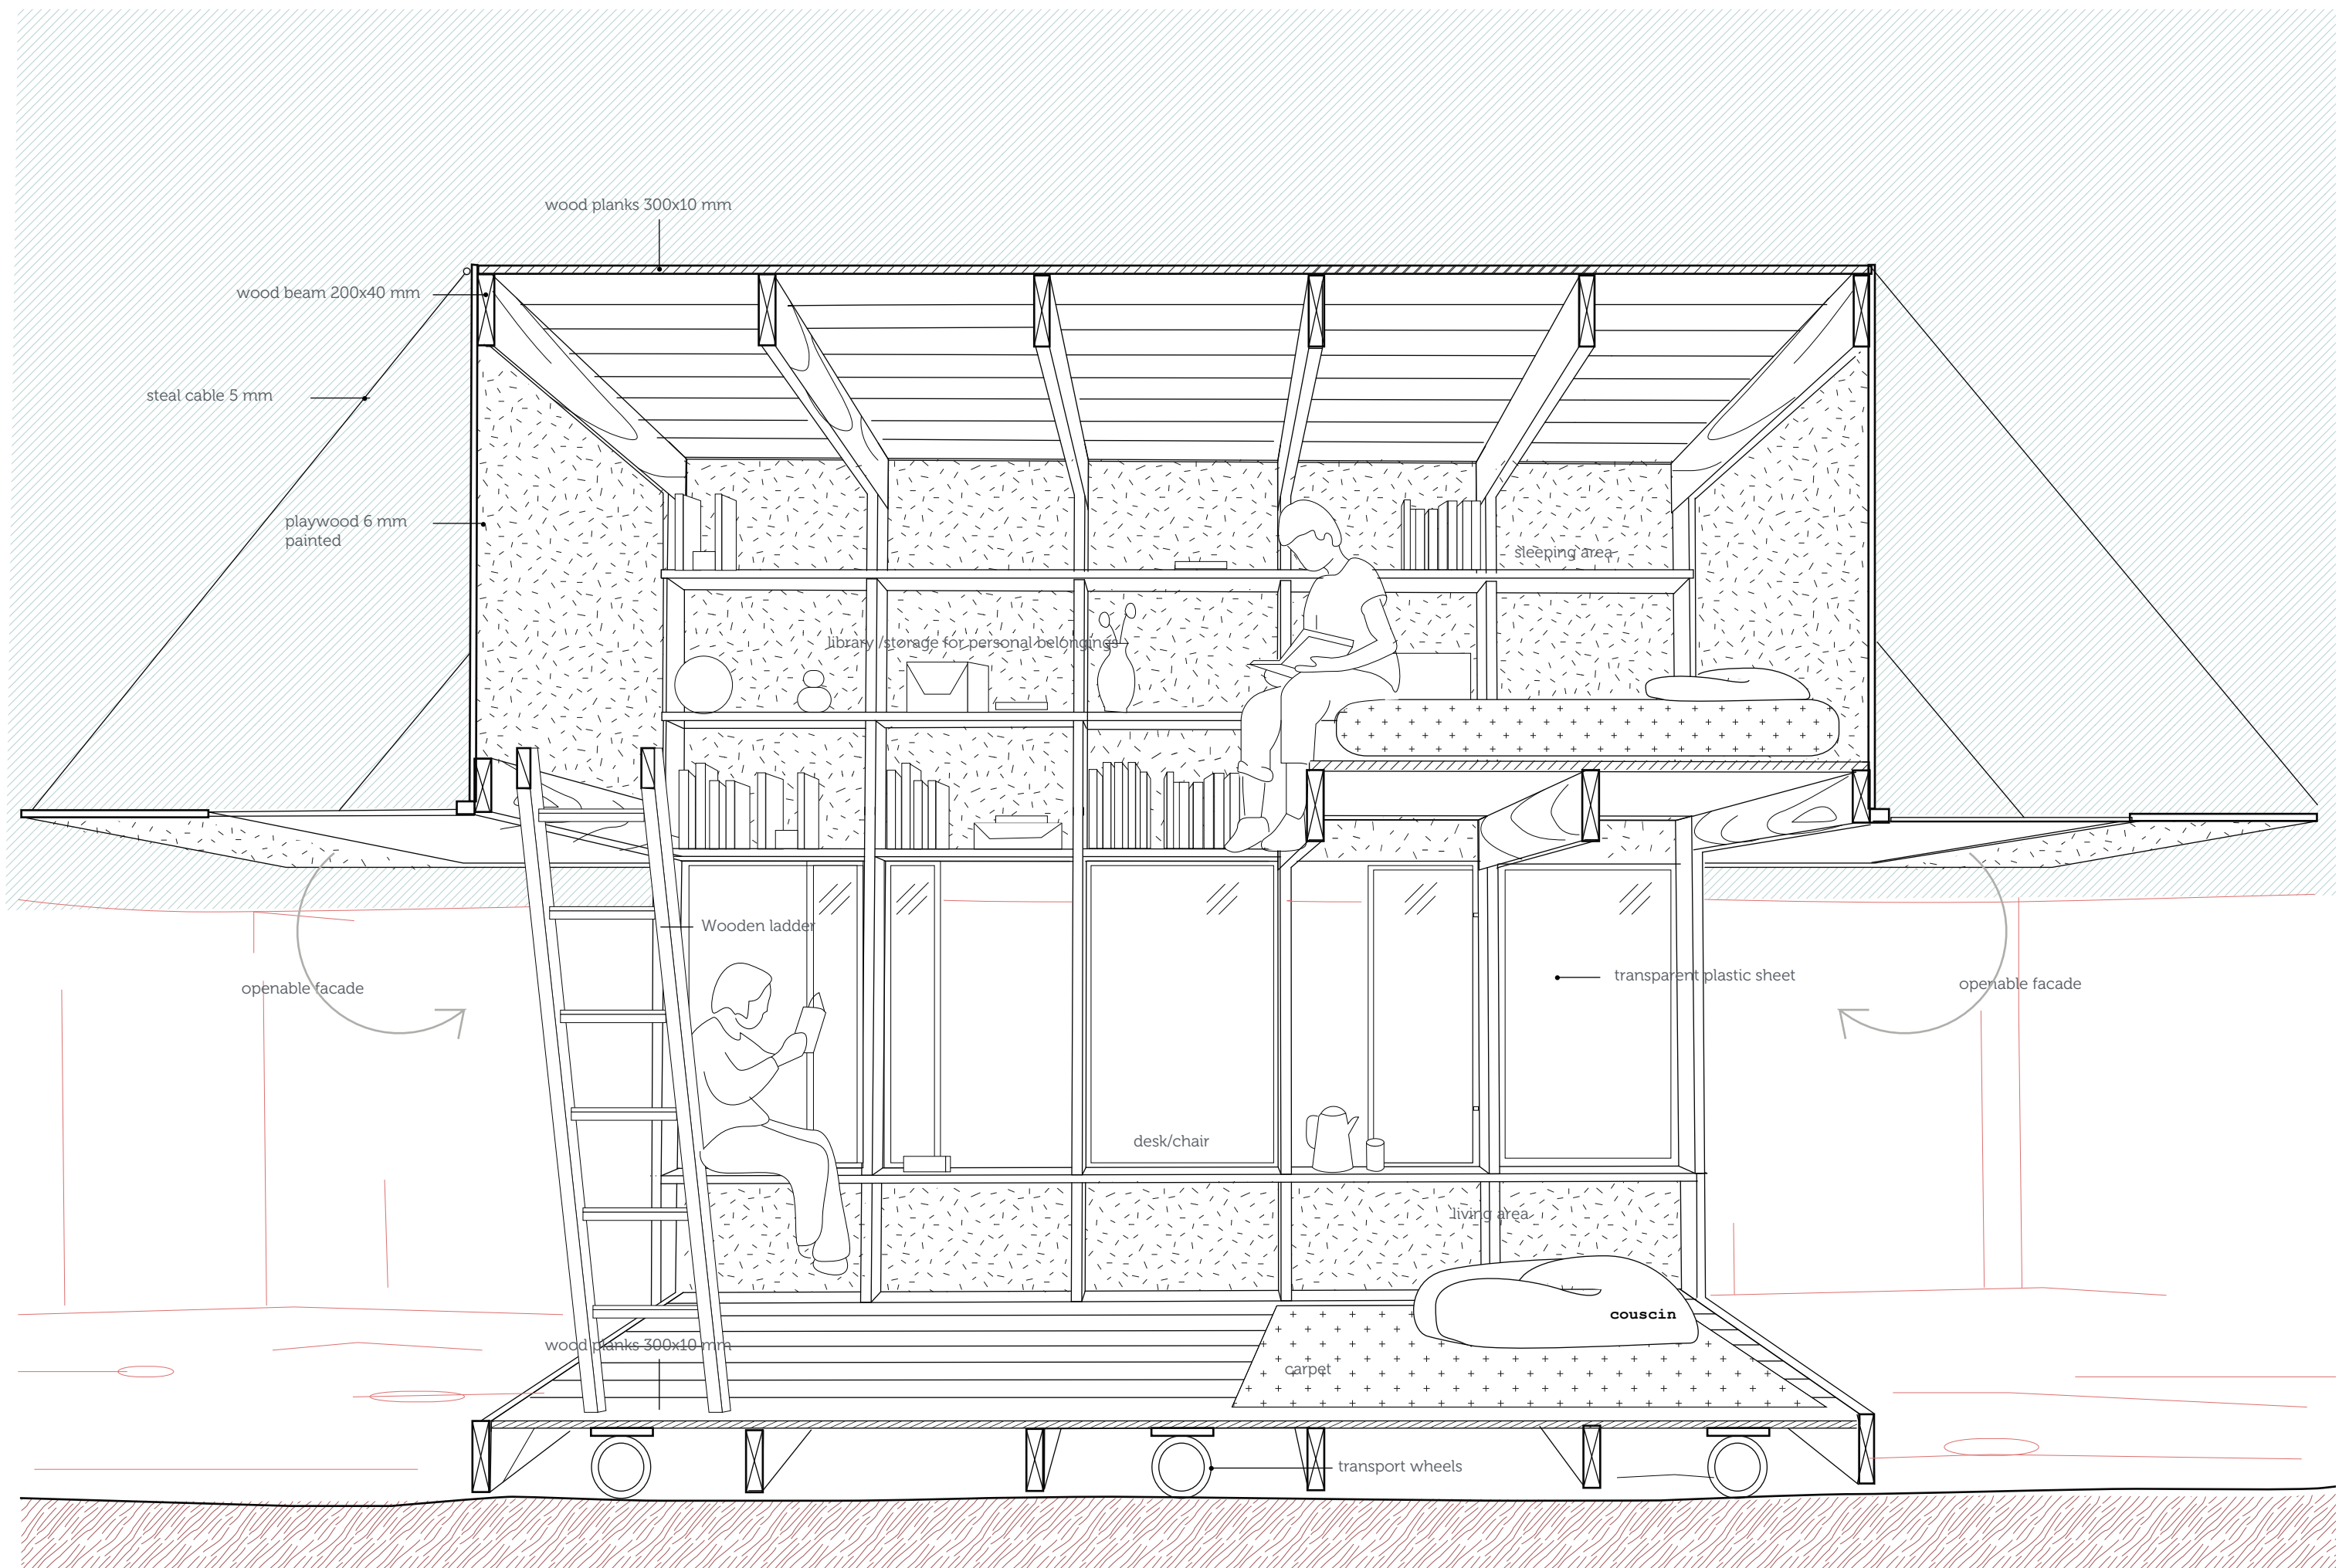 wood planks 300x10 mm
wood beam 200x40 mm
steal cable 5 mm
playwood 6 mm
painted
sleeping area
library /storage for personal belongings
Wooden ladder
transparent plastic sheet
openable facade
openable facade
desk/chair
living area
couscin
wood planks 300x10 mm
carpet
transport wheels